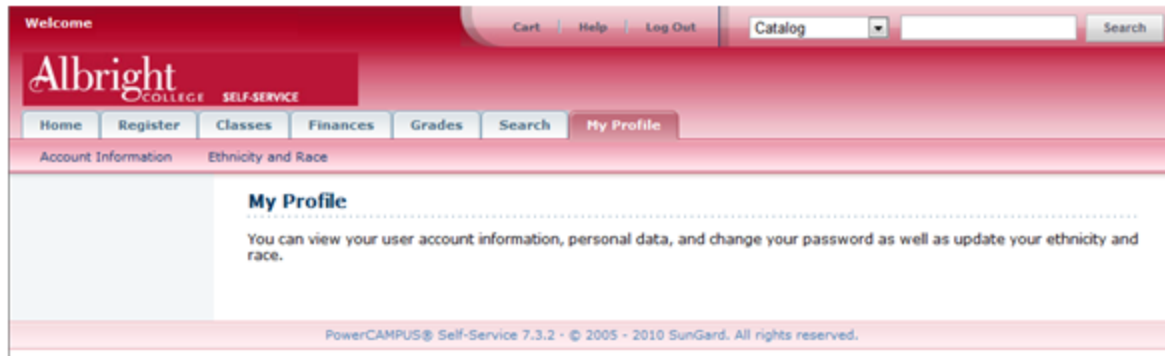 Welcome Cart | Help | Log Out Catalog Search
Albright
COLLEGE SELF-SERVICE
Home Register Classes Finances Grades Search My Profile
Account Information Ethnicity and Race
My Profile
You can view your user account information, personal data, and change your password as well as update your ethnicity and
race.
PowerCAMPUS® Self-Service 7.3.2 - © 2005 - 2010 SunGard. All rights reserved.